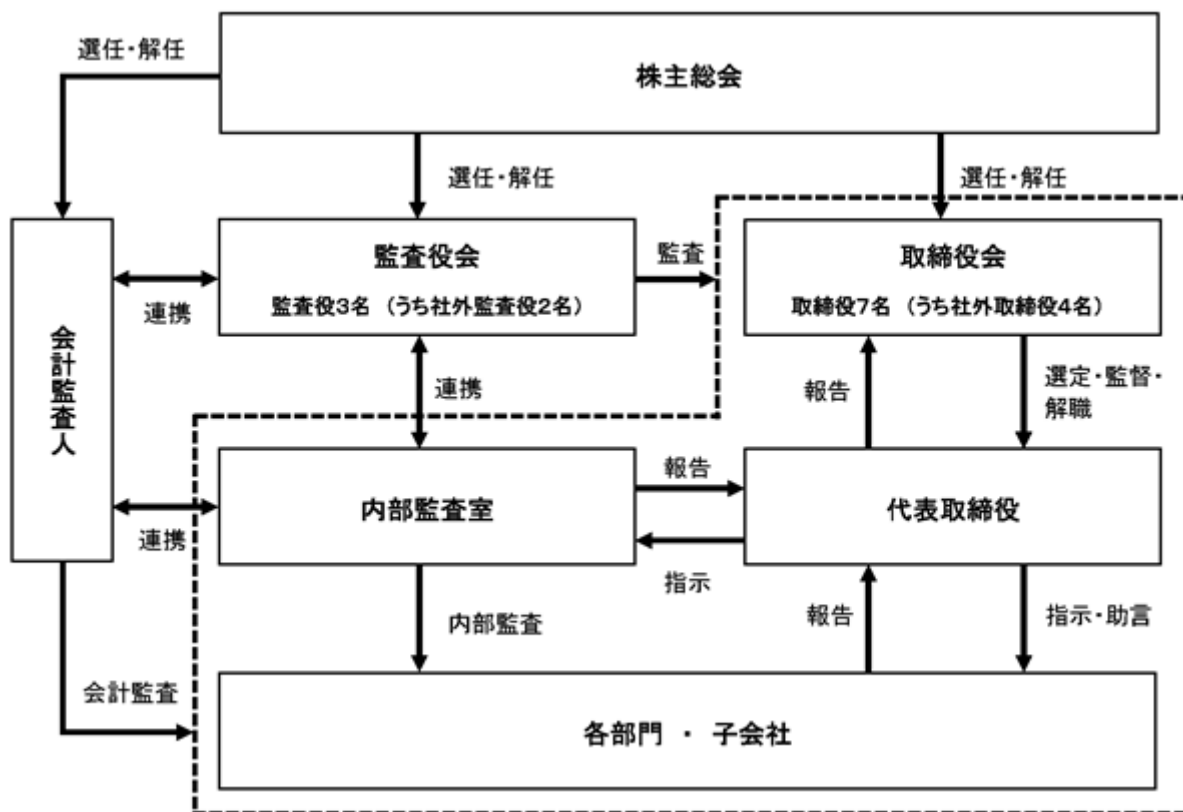 選任・解任
株主総会
選任・解任
選任・解任
監査役会
監査役3名 （うち社外監査役2名）
監査
取締役会
取締役7名 （うち社外取締役4名）
連携
会計監査人
連携
報告
選定・監督・
解職
内部監査室
報告
代表取締役
連携
指示
内部監査
報告
指示・助言
会計監査
各部門 ・ 子会社